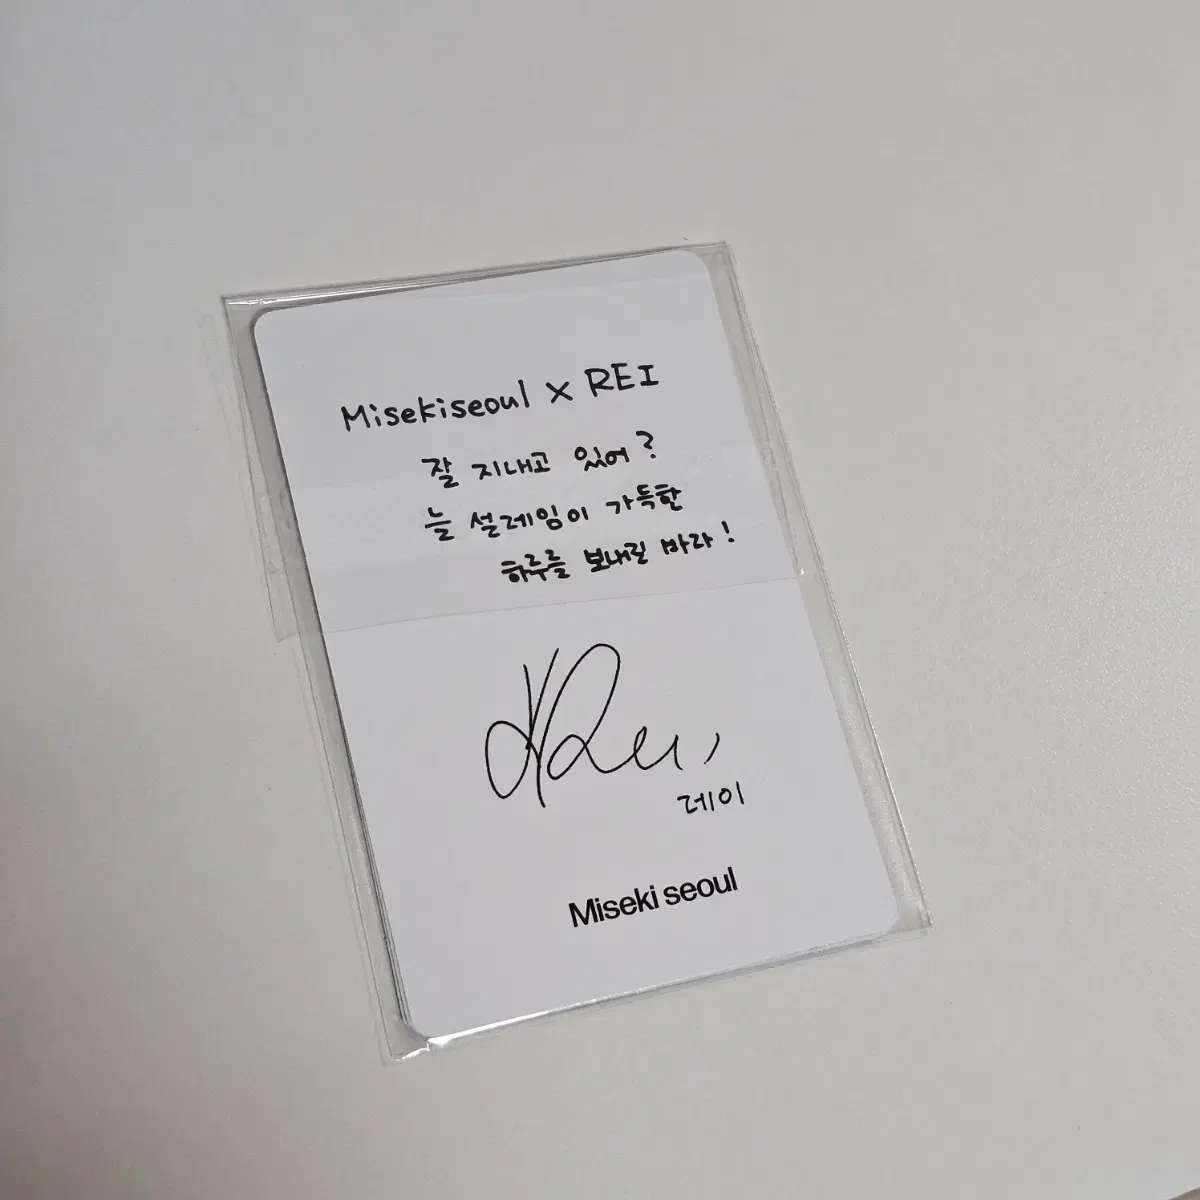 Misekiseoul X REI
잘 지내고 있어?
늘 설레임이 가득한
하루를 보내길 바라!
Rei,
레이
Miseki seoul